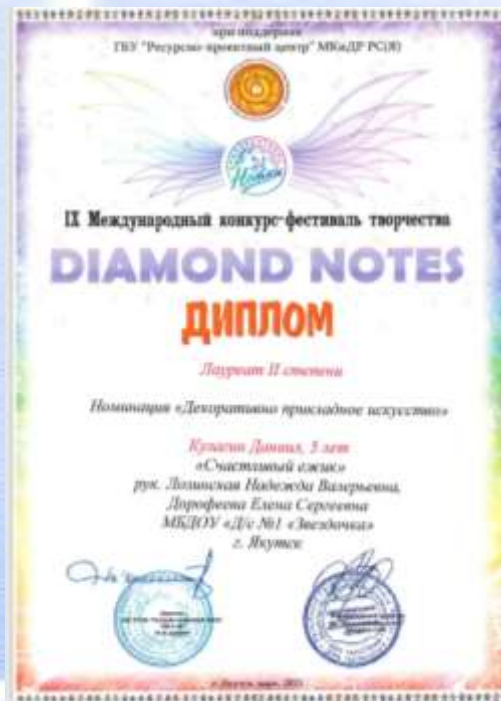 при поддержке
ГБУ "Ресурсно-проектный центр" МКиДР РС(Я)
Нотки
IX Международный конкурс-фестиваль творчества
DIAMOND NOTES
ДИПЛОМ
Лауреат II степени
Номинация «Декоративно прикладное искусство»
Кулагин Даниил, 5 лет
«Счастливый ежик»
рук. Лозинская Надежда Валерьевна,
Дорофеева Елена Сергеевна
МБДОУ «Д/с №1 «Звездочка»
г. Якутск